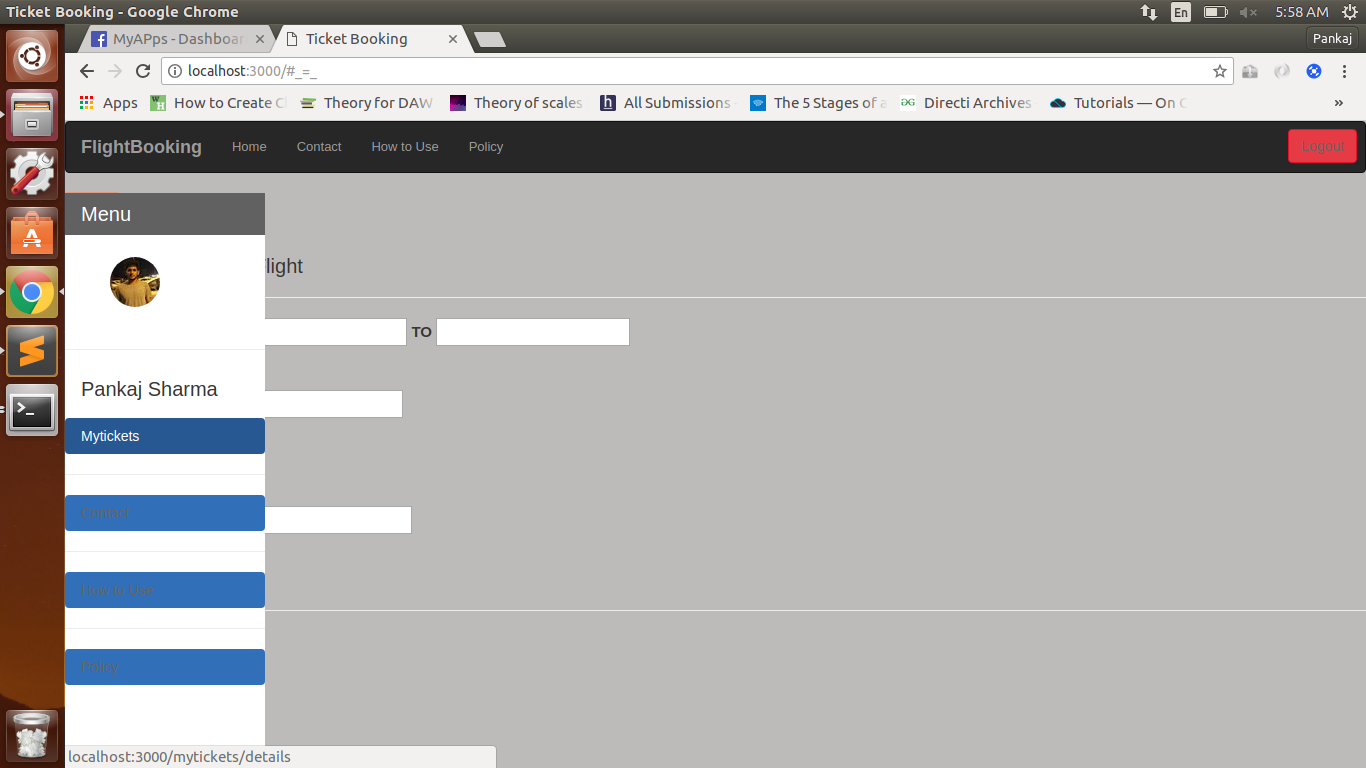 Ticket Booking - Google Chrome
En
5:58 AM
MyAPps - Dashboar
Ticket Booking
Pankaj
localhost:3000/#_=_
Apps
How to Create C
Theory for DAW
Theory of scales
All Submissions
The 5 Stages of a
Directi Archives
Tutorials — On C
»
FlightBooking
Home
Contact
How to Use
Policy
Logout
Menu
light
TO
Pankaj Sharma
Mytickets
Contact
How to Use
Policy
localhost:3000/mytickets/details